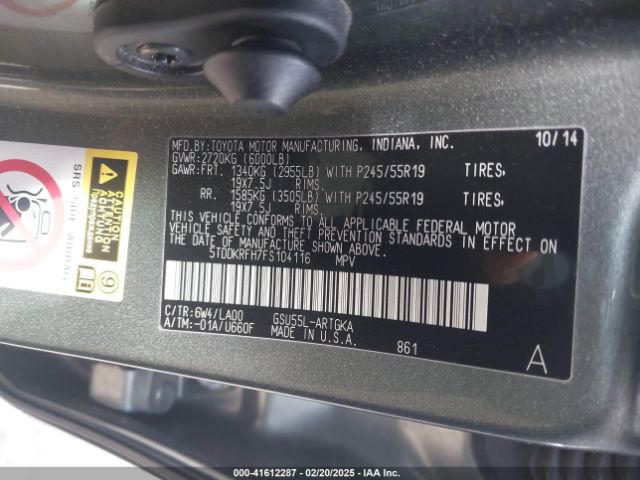 MFD.BY:TOYOTA MOTOR MANUFACTURING, INDIANA, INC. 10/14
GVWR:2720KG (6000LB)
GAWR:FRT. 1340KG (2955LB) WITH P245/55R19 TIRES,
19X7.5J RIMS.
RR. 1585KG (3505LB) WITH P245/55R19 TIRES,
19X7.5J RIMS.
THIS VEHICLE CONFORMS TO ALL APPLICABLE FEDERAL MOTOR
VEHICLE SAFETY AND THEFT PREVENTION STANDARDS IN EFFECT ON
THE DATE OF MANUFACTURE SHOWN ABOVE.
5TDDKRFH7FS104116 MPV
C/TR:6W4/LA00 GSU55L-ARTGKA
A/TM:-01A/U660F MADE IN U.S.A.
861
A
SRS SIDE AIRBAG
9
000-41612287 - 02/20/2025 - IAA Inc.